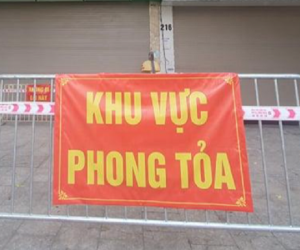 216
KHU VỰC
PHONG TỎA